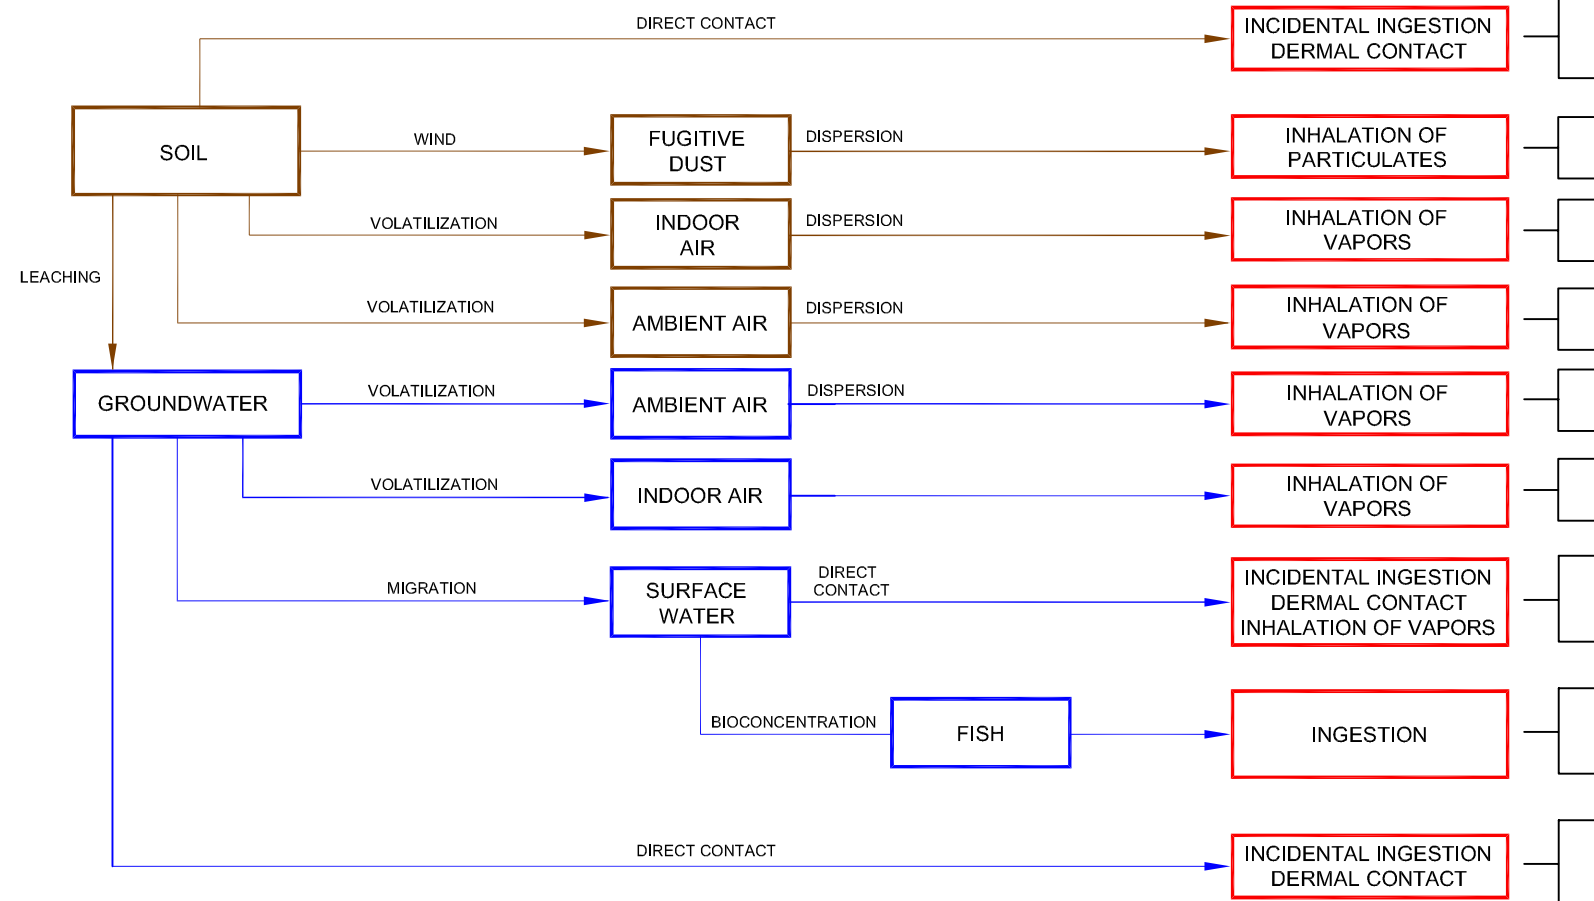 DIRECT CONTACT
INCIDENTAL INGESTION
DERMAL CONTACT
SOIL
WIND
FUGITIVE
DUST
DISPERSION
INHALATION OF
PARTICULATES
VOLATILIZATION
INDOOR
AIR
DISPERSION
INHALATION OF
VAPORS
LEACHING
VOLATILIZATION
AMBIENT AIR
DISPERSION
INHALATION OF
VAPORS
GROUNDWATER
VOLATILIZATION
AMBIENT AIR
DISPERSION
INHALATION OF
VAPORS
VOLATILIZATION
INDOOR AIR
INHALATION OF
VAPORS
MIGRATION
SURFACE
WATER
DIRECT
CONTACT
INCIDENTAL INGESTION
DERMAL CONTACT
INHALATION OF VAPORS
BIOCONCENTRATION
FISH
INGESTION
DIRECT CONTACT
INCIDENTAL INGESTION
DERMAL CONTACT